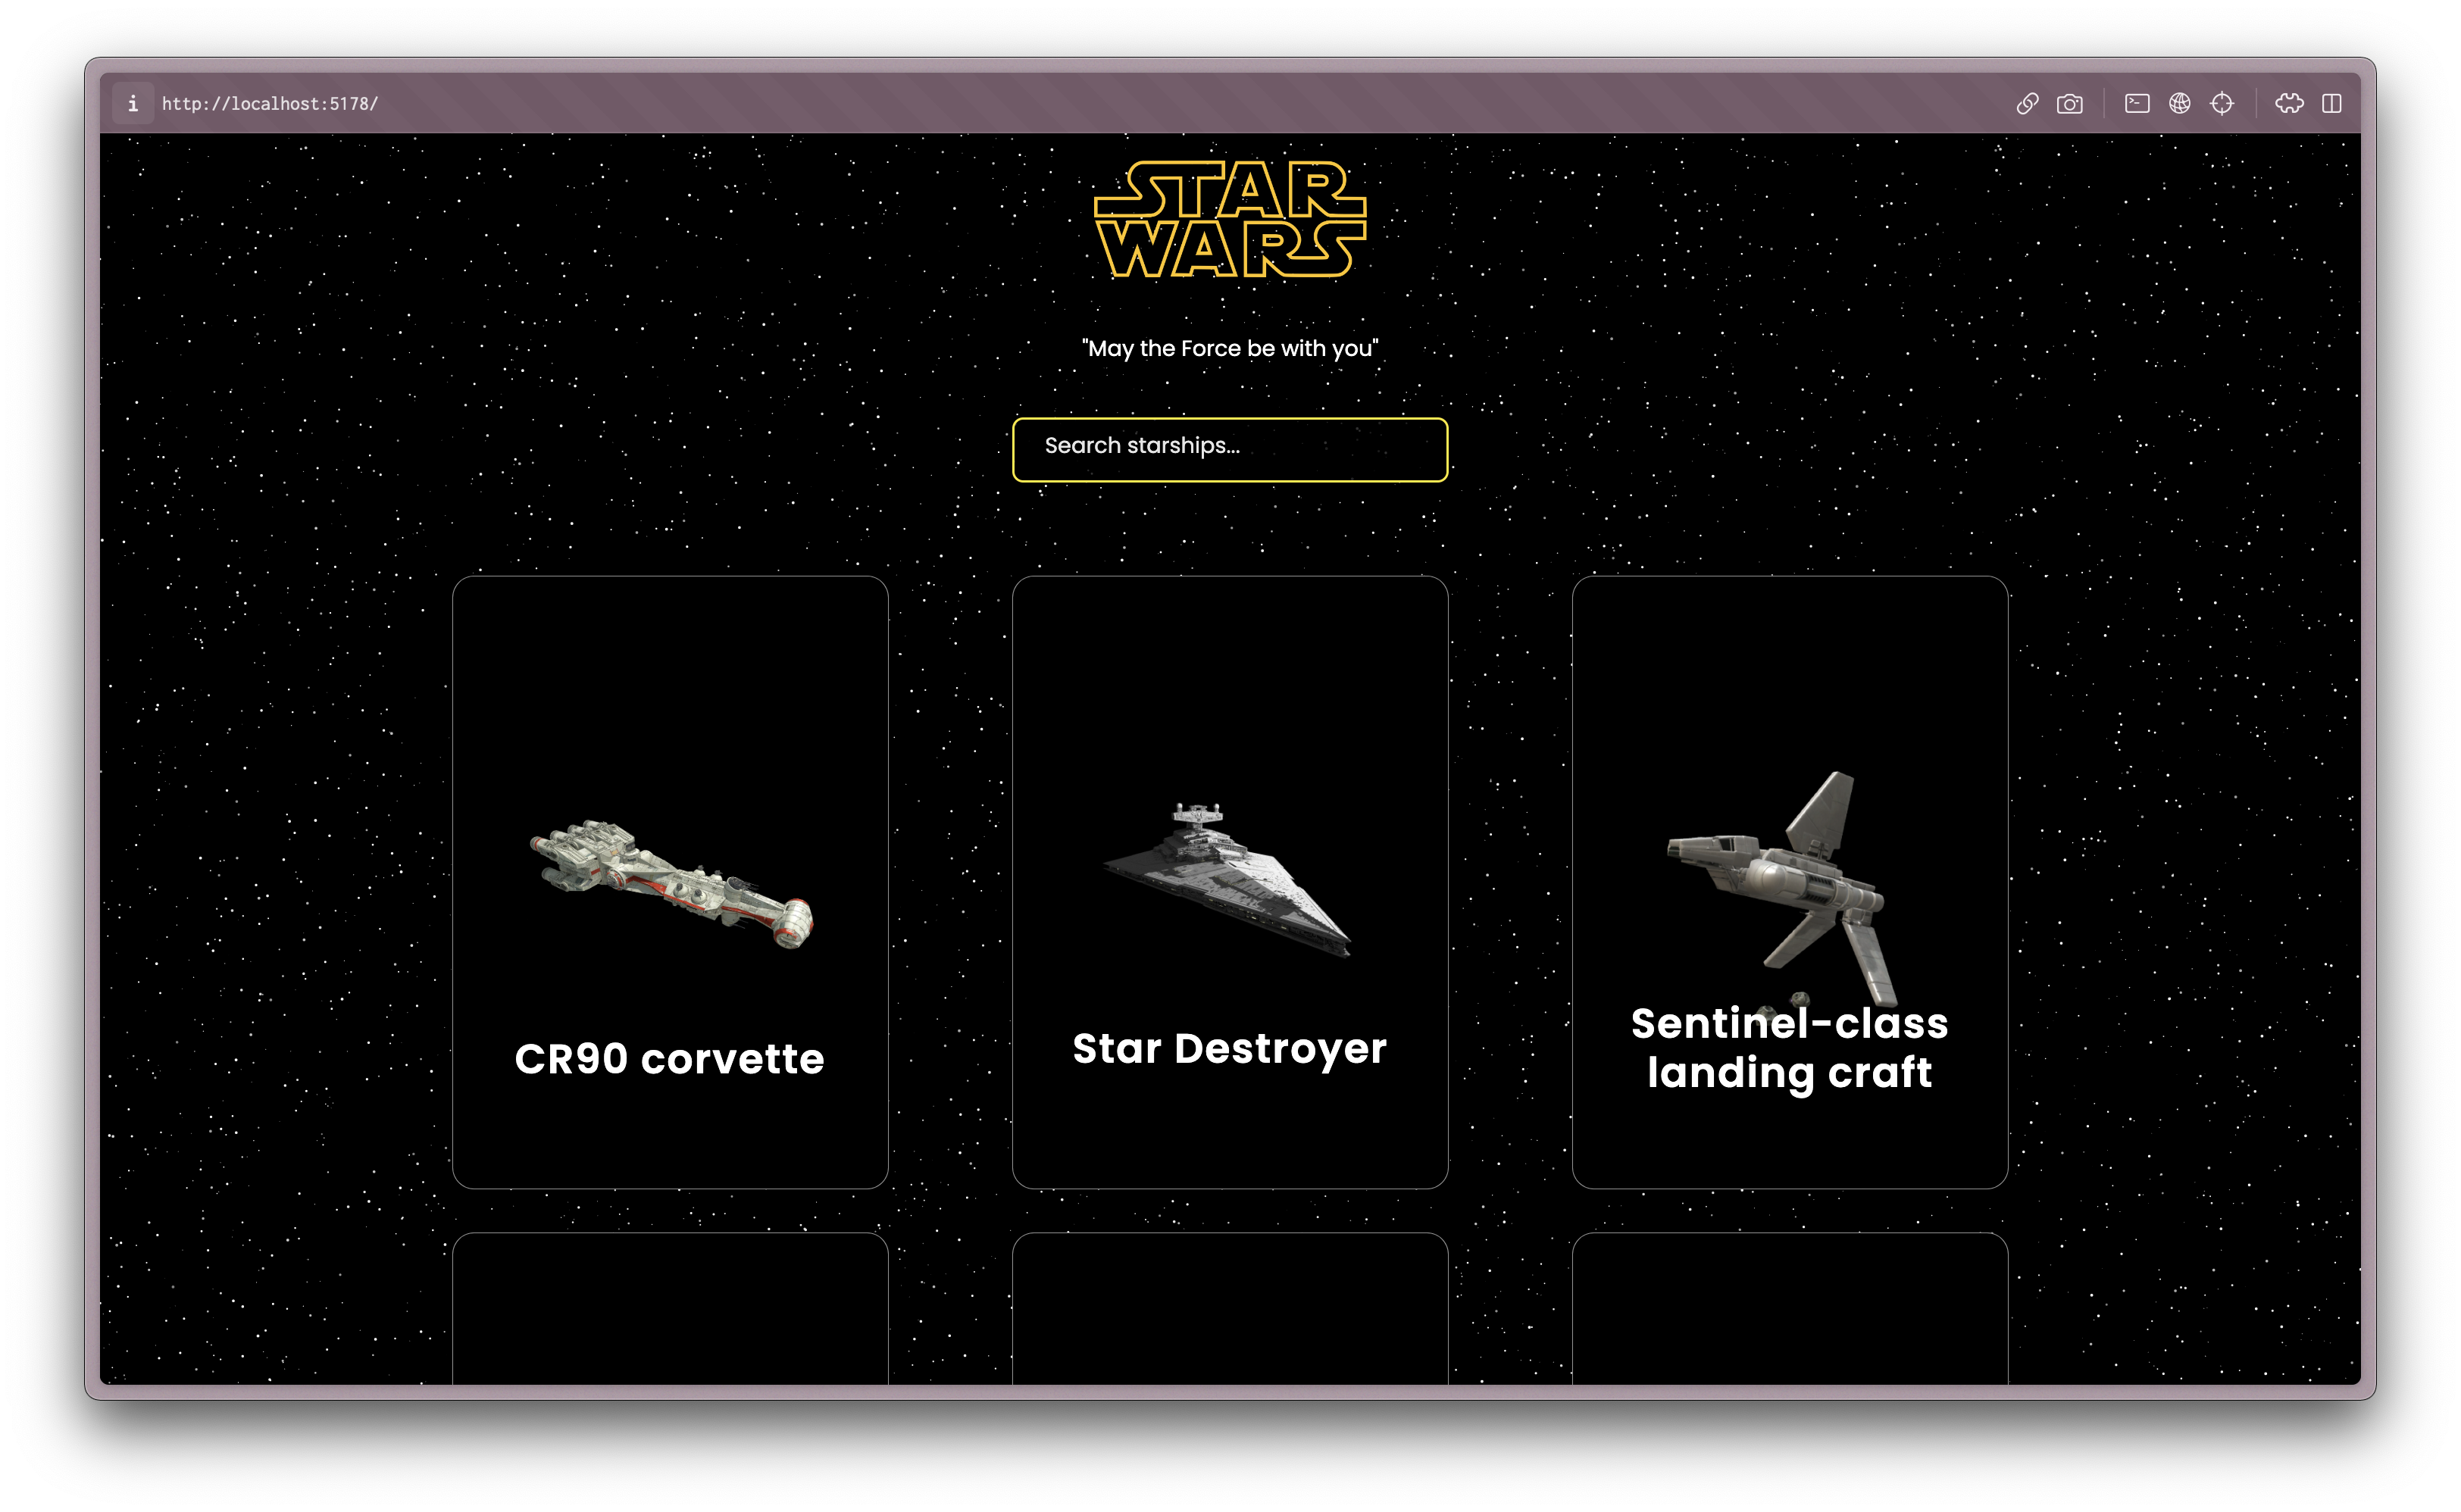 i http://localhost:5178/
STAR
WARS
"May the Force be with you"
Search starships...
CR90 corvette
Star Destroyer
Sentinel-class
landing craft